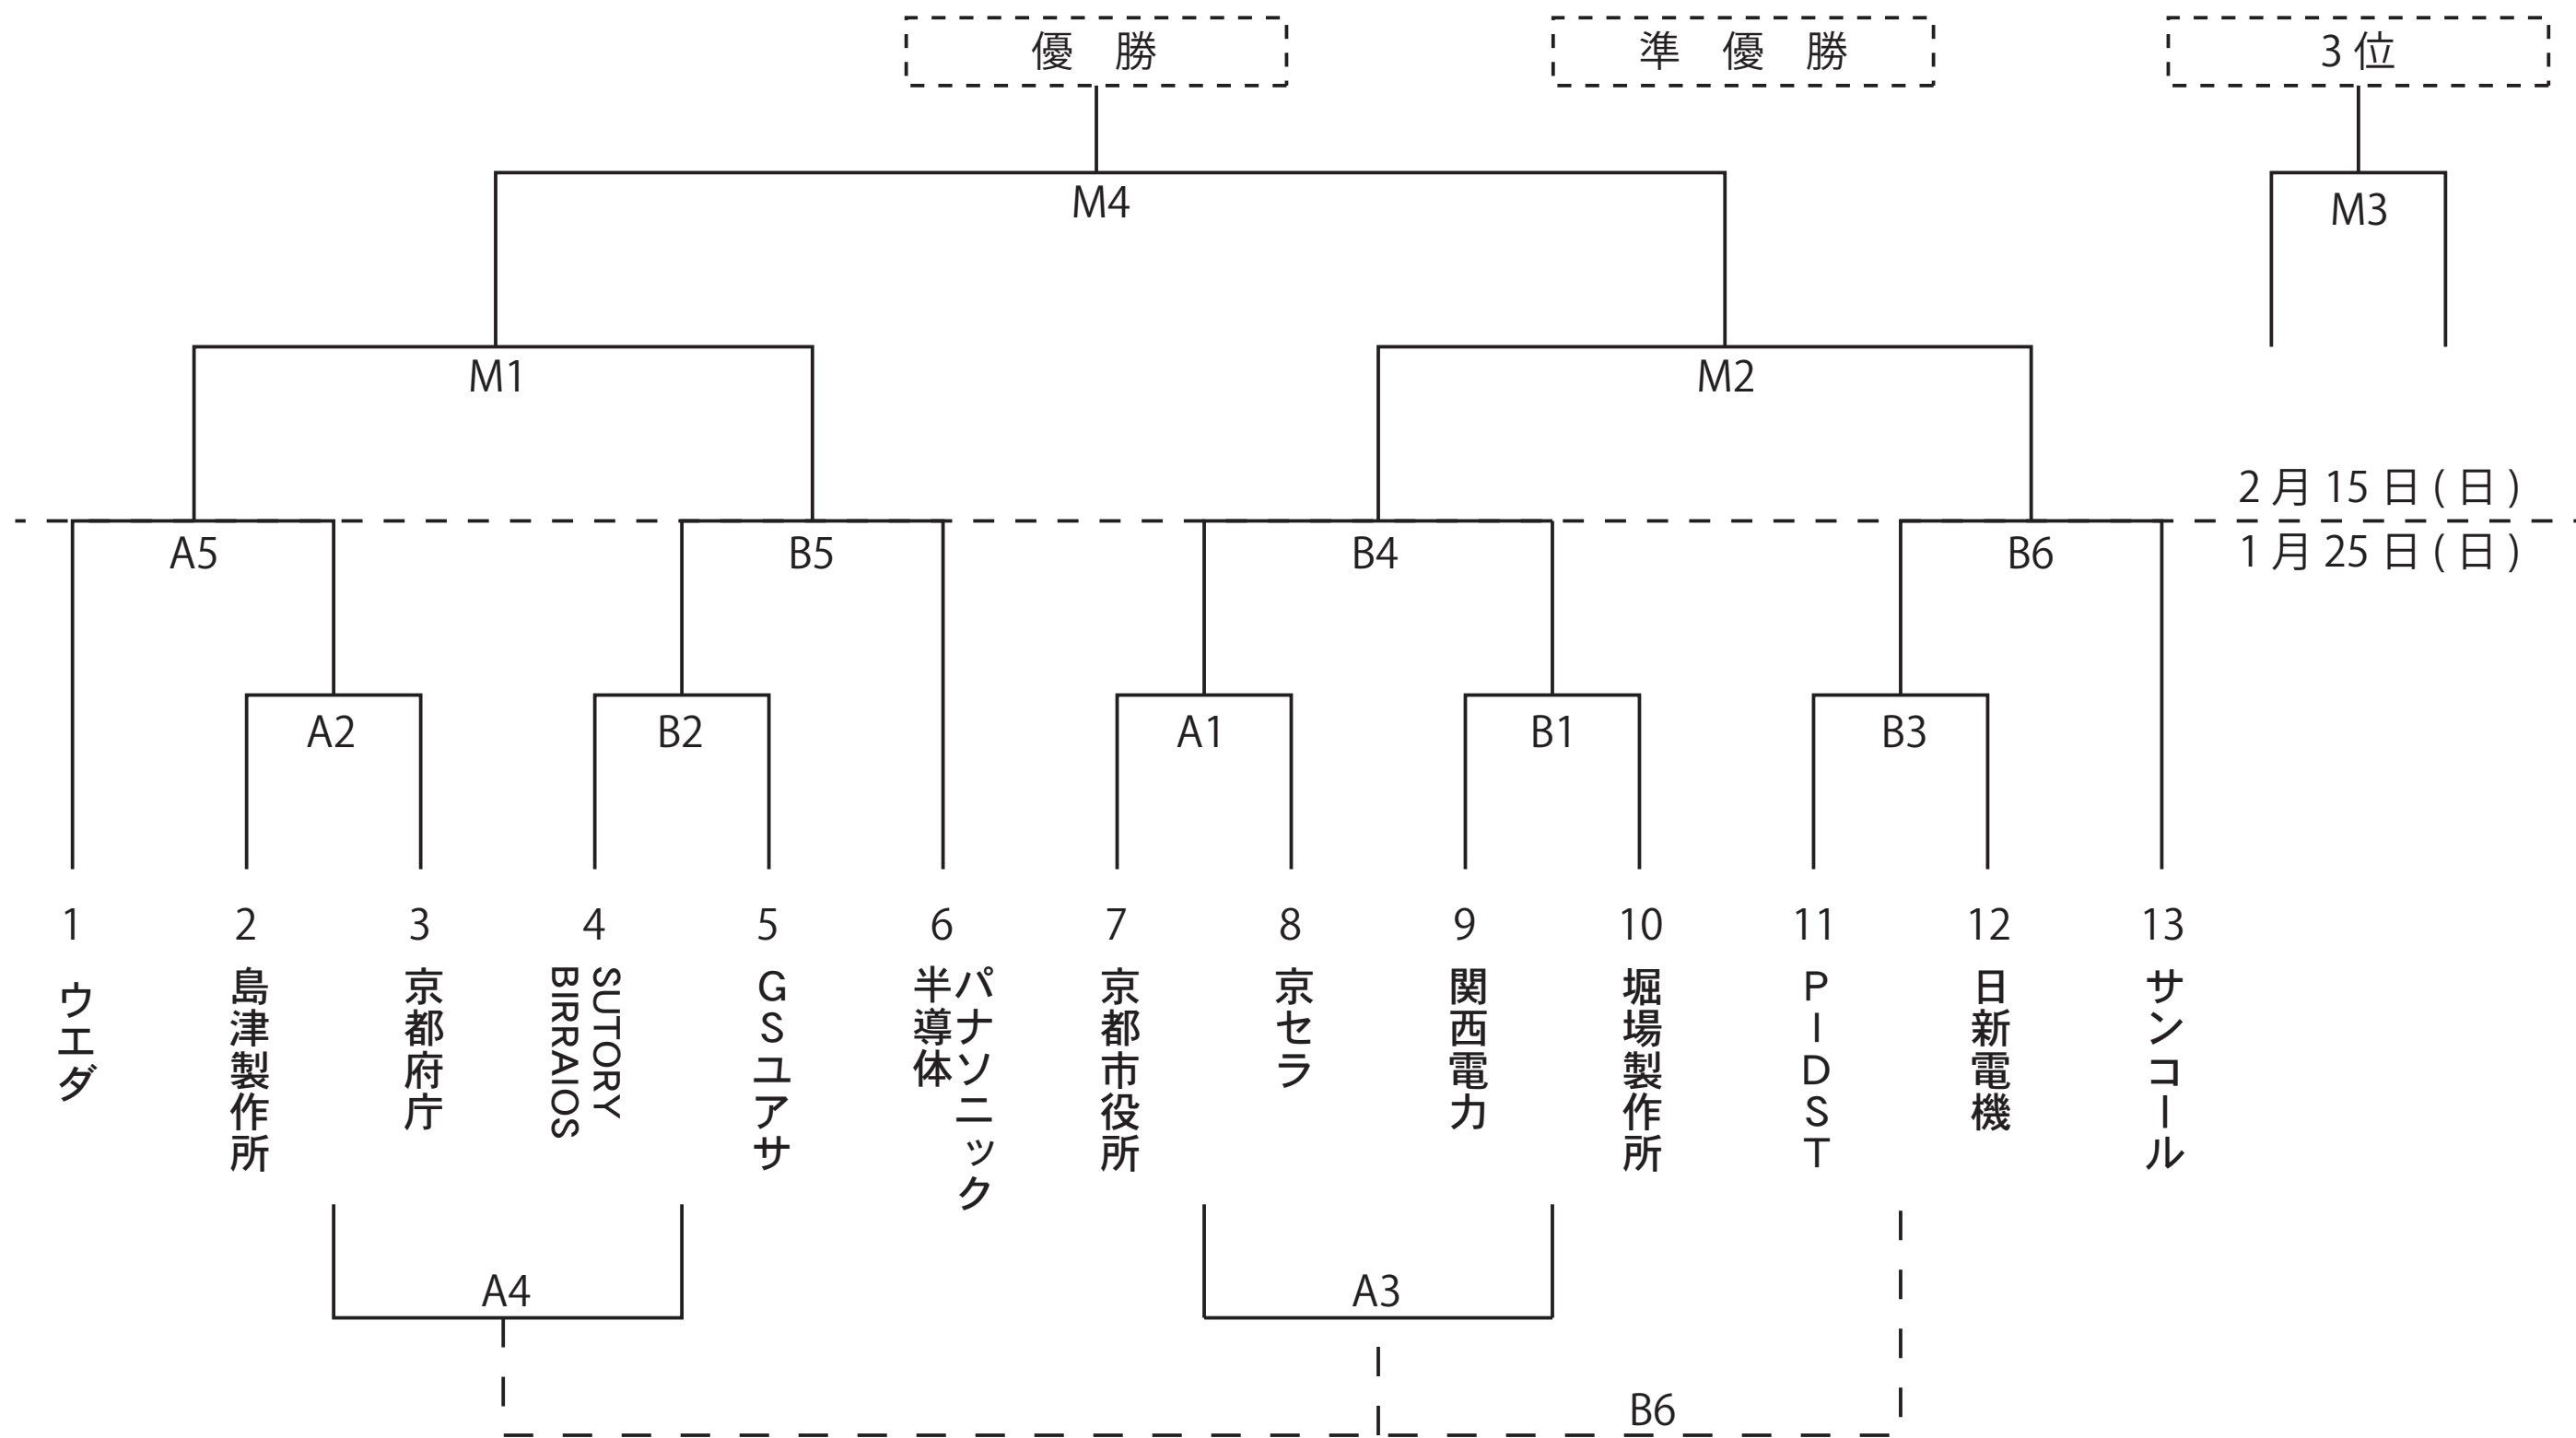 優 勝
準 優 勝
3 位
M4
M3
M1
M2
2 月 15 日 ( 日 )
A5
B5
B4
B6
1 月 25 日 ( 日 )
A2
B2
A1
B1
B3
1
2
3
4
5
6
7
8
9
10
11
12
13
ウエダ
島津製作所
京都府庁
SUTORY
BIRRAIOS
GSユアサ
パナソニック
半導体
京都市役所
京セラ
関西電力
堀場製作所
PIDST
日新電機
サンコール
A4
A3
B6